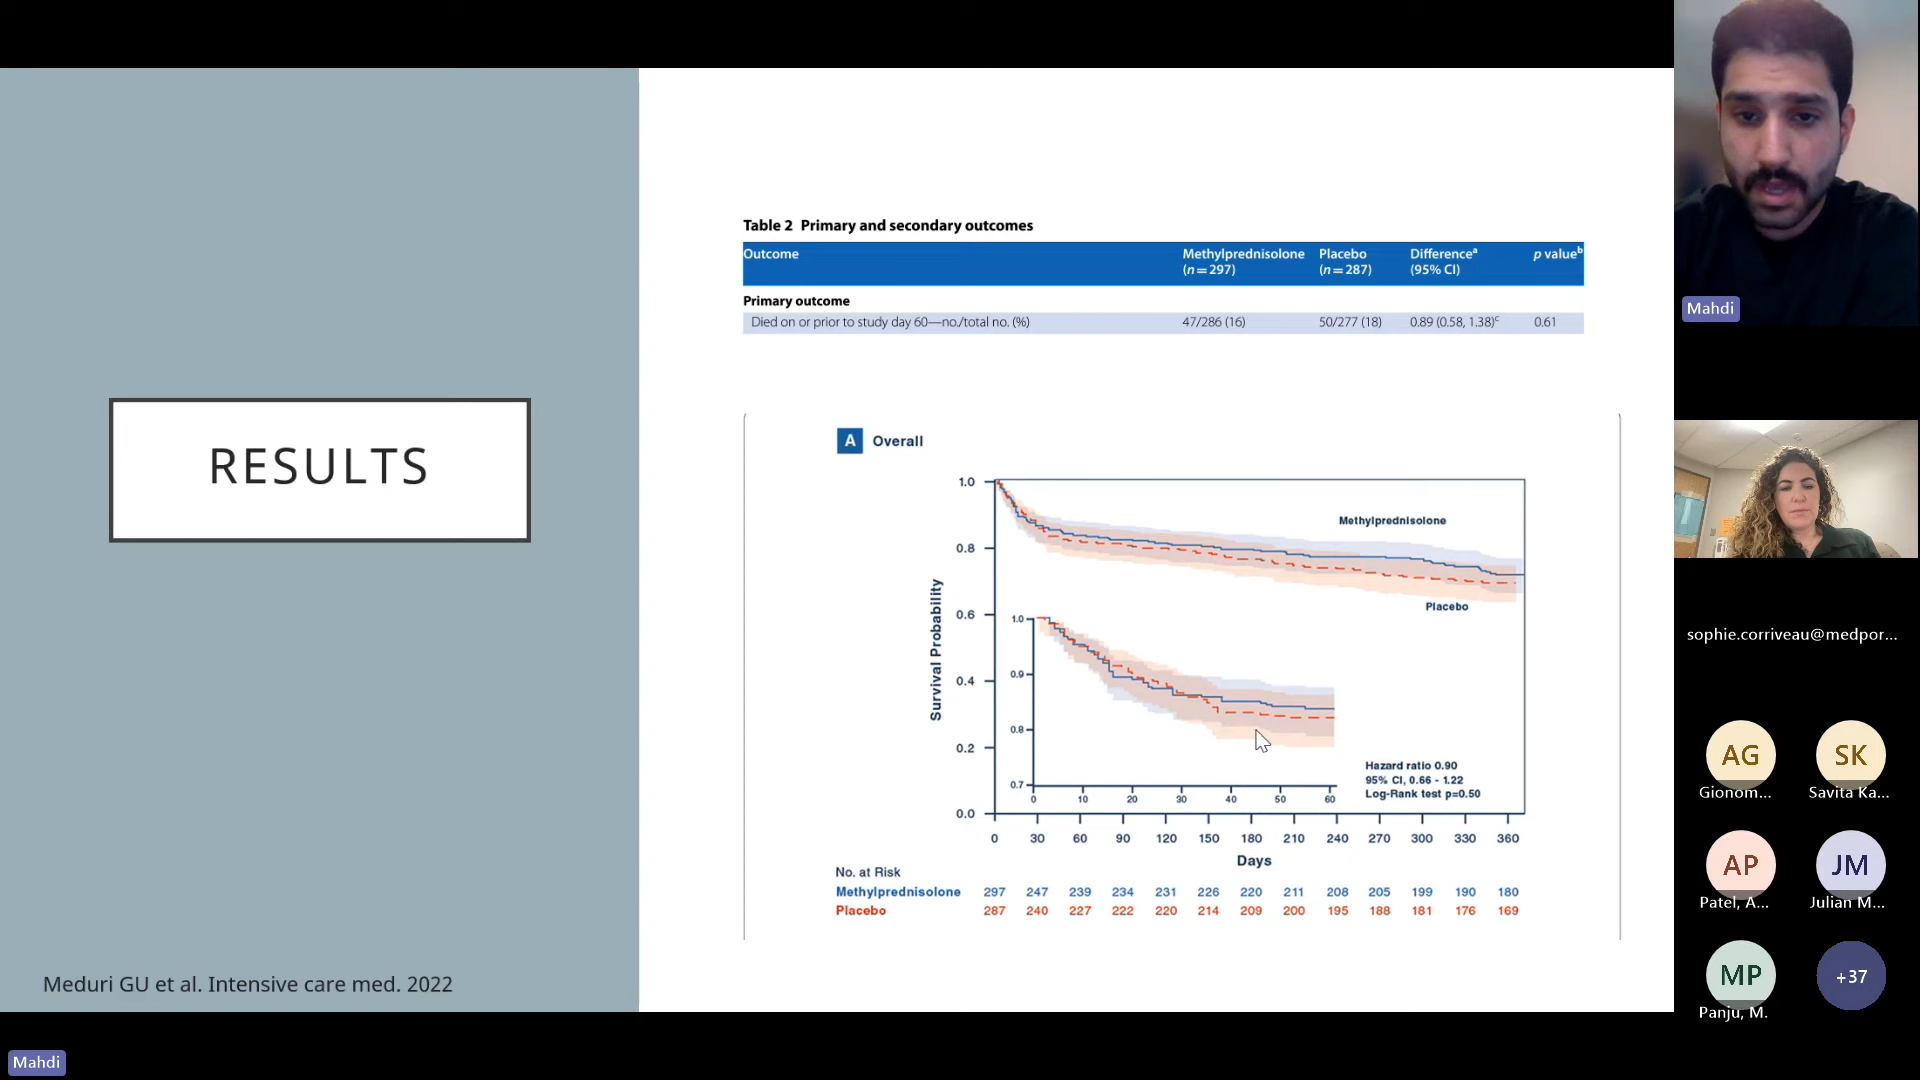 RESULTS
Meduri GU et al. Intensive care med. 2022
Table 2 Primary and secondary outcomes
Outcome Methylprednisolone (n = 297) Placebo (n = 287) Difference^a (95% CI) p value^b
Primary outcome
Died on or prior to study day 60—no./total no. (%) 47/286 (16) 50/277 (18) 0.89 (0.58, 1.38)^c 0.61
A Overall
Survival Probability
1.0
0.8
0.6
0.4
0.2
0.0
Methylprednisolone
Placebo
1.0
0.9
0.8
0.7
0 10 20 30 40 50 60
Hazard ratio 0.90
95% CI, 0.66 - 1.22
Log-Rank test p=0.50
0 30 60 90 120 150 180 210 240 270 300 330 360
Days
No. at Risk
Methylprednisolone 297 247 239 234 231 226 220 211 208 205 199 190 180
Placebo 287 240 227 222 220 214 209 200 195 188 181 176 169
Mahdi
sophie.corriveau@medpor...
AG
Gionom...
SK
Savita Ka...
AP
Patel, A...
JM
Julian M...
MP
Panju, M.
+37
Mahdi